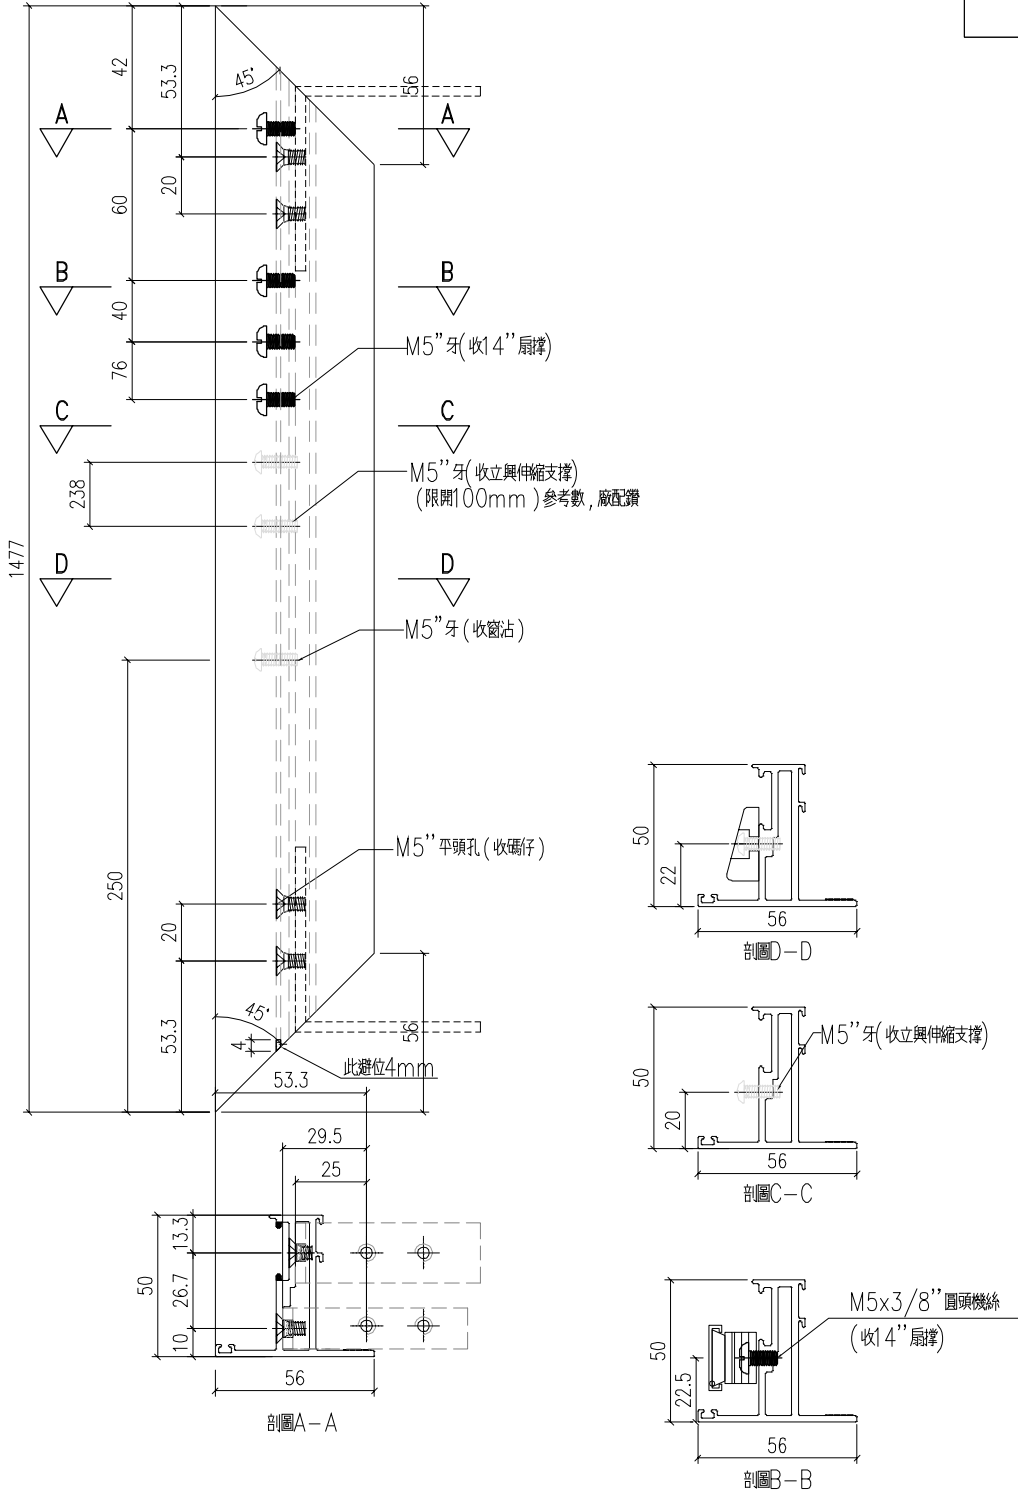 42
53.3
45°
56
A
A
60
20
B
B
40
76
M5”牙(收14”扇撐)
C
C
238
M5”牙(收立興伸縮支撐)
(限開100mm)參考數,廠配鑽
1477
D
D
M5”牙(收窗沾)
250
20
M5”平頭孔(收碼仔)
53.3
45°
4
56
此避位4mm
53.3
29.5
25
50
13.3
26.7
10
56
剖圖A-A
50
22
56
剖圖D-D
M5”牙(收立興伸縮支撐)
50
20
56
剖圖C-C
M5x3/8”圓頭機絲
(收14”扇撐)
50
22.5
56
剖圖B-B